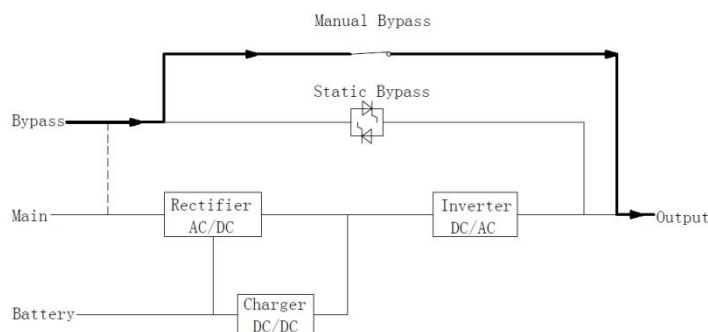 Manual Bypass
Static Bypass
Bypass
Main
Rectifier
AC/DC
Inverter
DC/AC
Output
Battery
Charger
DC/DC